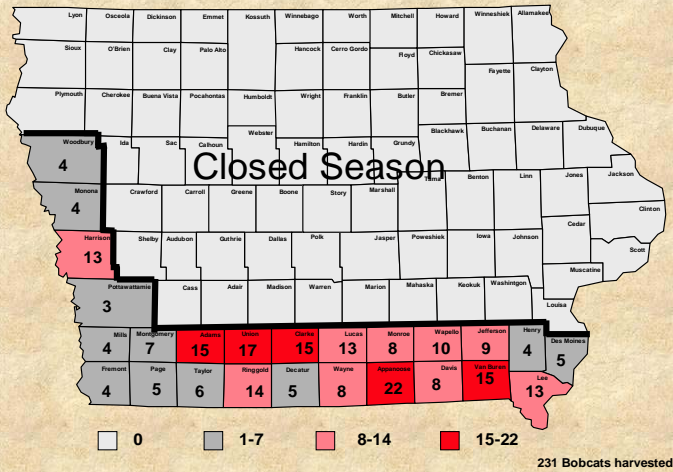 Lyon Osceola Dickinson Emmet Kossuth Winnebago Worth Mitchell Howard Winneshiek Allamakee
Sioux O'Brien Clay Palo Alto Hancock Cerro Gordo Floyd Chickasaw
Fayette Clayton
Plymouth Cherokee Buena Vista Pocahontas Humboldt Wright Franklin Butler Bremer
Webster Blackhawk Buchanan Delaware Dubuque
Woodbury Ida Sac Calhoun Hamilton Hardin Grundy
4
Closed Season
Tama Benton Linn Jones Jackson
Monona Crawford Carroll Greene Boone Story Marshall
4
Clinton
Cedar
Harrison Shelby Audubon Guthrie Dallas Polk Jasper Poweshiek Iowa Johnson
13
Scott
Muscatine
Pottawattamie Cass Adair Madison Warren Marion Mahaska Keokuk Washington
3
Louisa
Mills Montgomery Adams Union Clarke Lucas Monroe Wapello Jefferson Henry Des Moines
4 7 15 17 15 13 8 10 9 4 5
Fremont Page Taylor Ringgold Decatur Wayne Appanoose Davis Van Buren Lee
4 5 6 14 5 8 22 8 15 13
0 1-7 8-14 15-22
231 Bobcats harvested